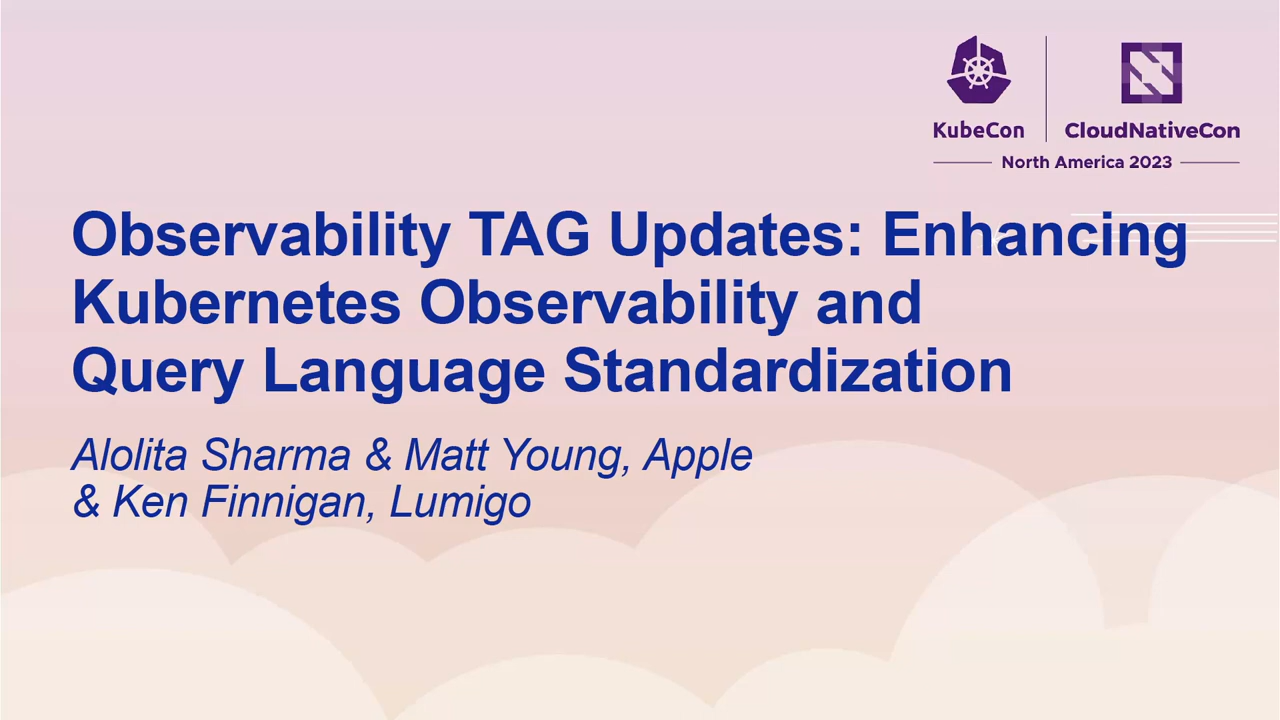 KubeCon
CloudNativeCon
North America 2023
Observability TAG Updates: Enhancing
Kubernetes Observability and
Query Language Standardization
Alolita Sharma & Matt Young, Apple
& Ken Finnigan, Lumigo